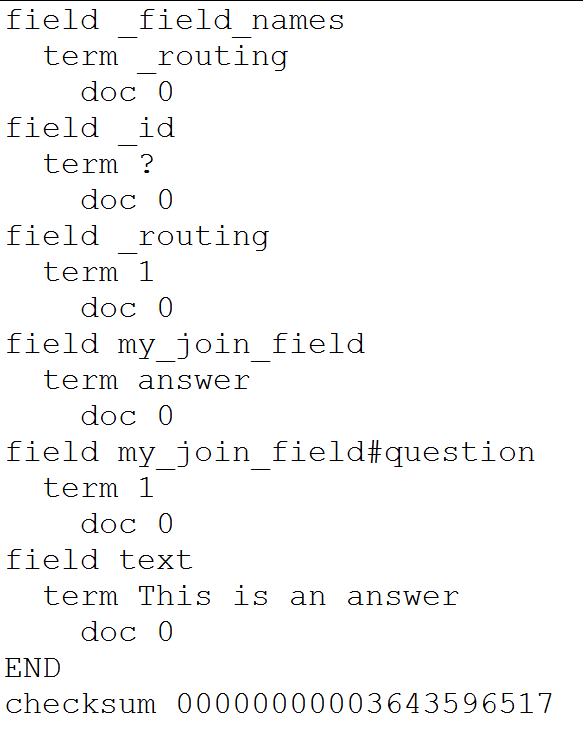 field _field_names
  term _routing
    doc 0
field _id
  term ?
    doc 0
field _routing
  term 1
    doc 0
field my_join_field
  term answer
    doc 0
field my_join_field#question
  term 1
    doc 0
field text
  term This is an answer
    doc 0
END
checksum 00000000003643596517